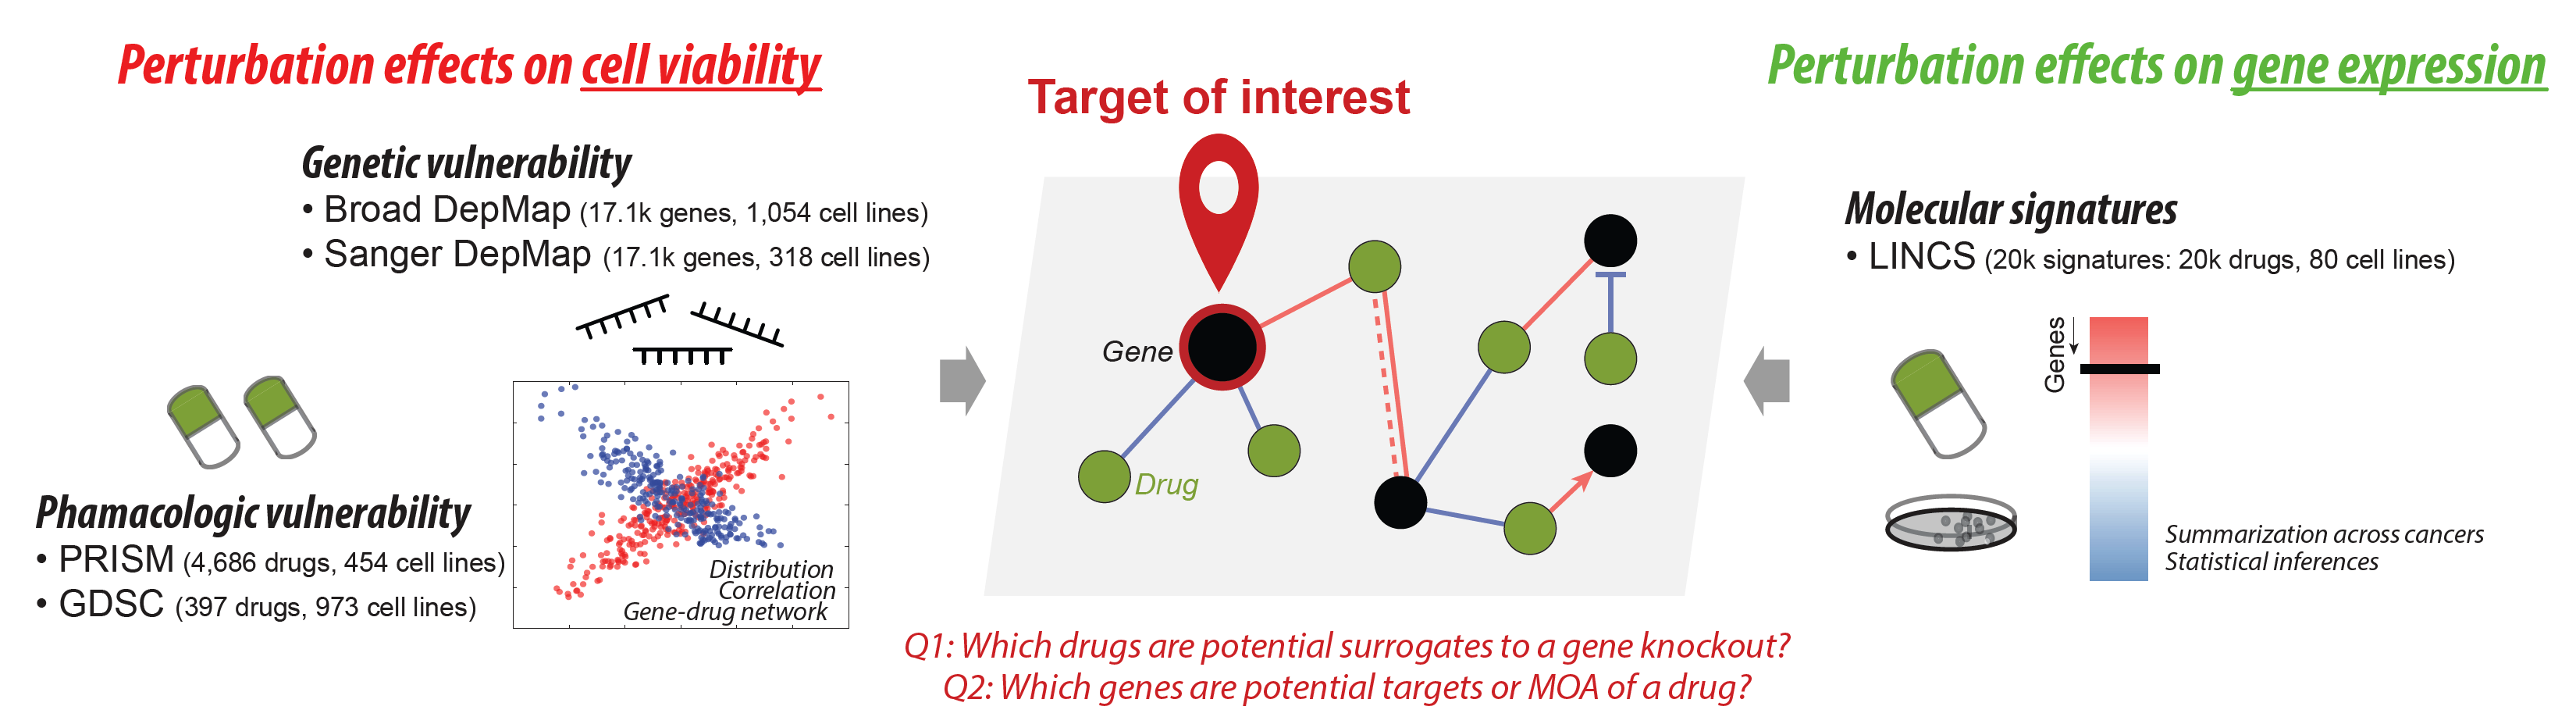 Perturbation effects on cell viability
Genetic vulnerability
• Broad DepMap (17.1k genes, 1,054 cell lines)
• Sanger DepMap (17.1k genes, 318 cell lines)
Phamacologic vulnerability
• PRISM (4,686 drugs, 454 cell lines)
• GDSC (397 drugs, 973 cell lines)
Distribution
Correlation
Gene-drug network
Target of interest
Gene
Drug
Q1: Which drugs are potential surrogates to a gene knockout?
Q2: Which genes are potential targets or MOA of a drug?
Perturbation effects on gene expression
Molecular signatures
• LINCS (20k signatures: 20k drugs, 80 cell lines)
Genes
Summarization across cancers
Statistical inferences